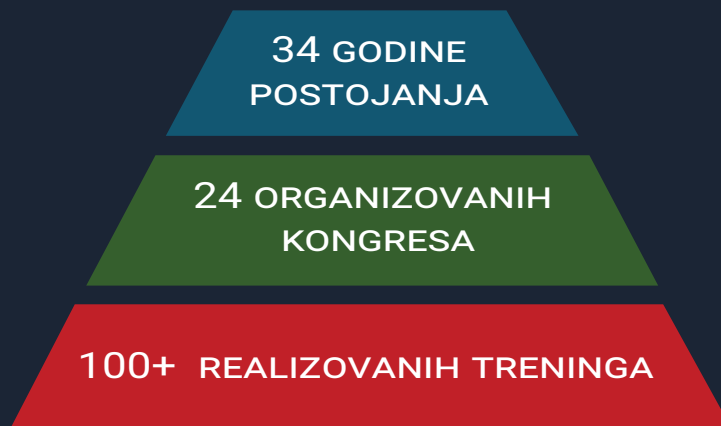 34 GODINE
POSTOJANJA
24 ORGANIZOVANIH
KONGRESA
100+ REALIZOVANIH TRENINGA